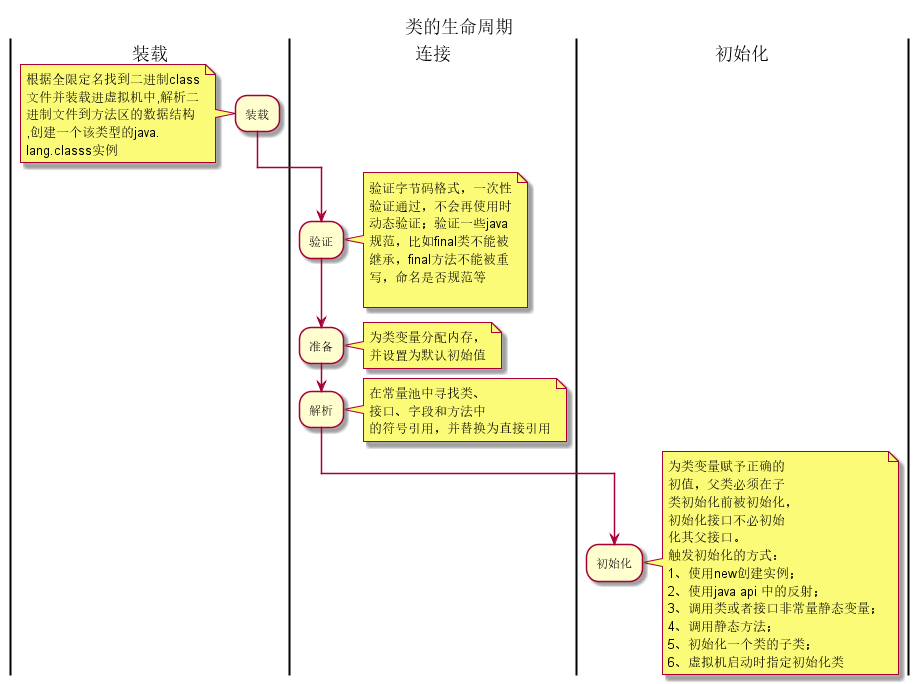 类的生命周期
装载
连接
初始化
根据全限定名找到二进制class
文件并装载进虚拟机中,解析二
进制文件到方法区的数据结构
,创建一个该类型的java.
lang.classs实例
装载
验证字节码格式，一次性
验证通过，不会再使用时
动态验证；验证一些java
规范，比如final类不能被
继承，final方法不能被重
写，命名是否规范等
验证
为类变量分配内存，
并设置为默认初始值
准备
在常量池中寻找类、
接口、字段和方法中
的符号引用，并替换为直接引用
解析
为类变量赋予正确的
初值，父类必须在子
类初始化前被初始化，
初始化接口不必初始
化其父接口。
触发初始化的方式：
1、使用new创建实例；
2、使用java api 中的反射；
3、调用类或者接口非常量静态变量；
4、调用静态方法；
5、初始化一个类的子类；
6、虚拟机启动时指定初始化类
初始化